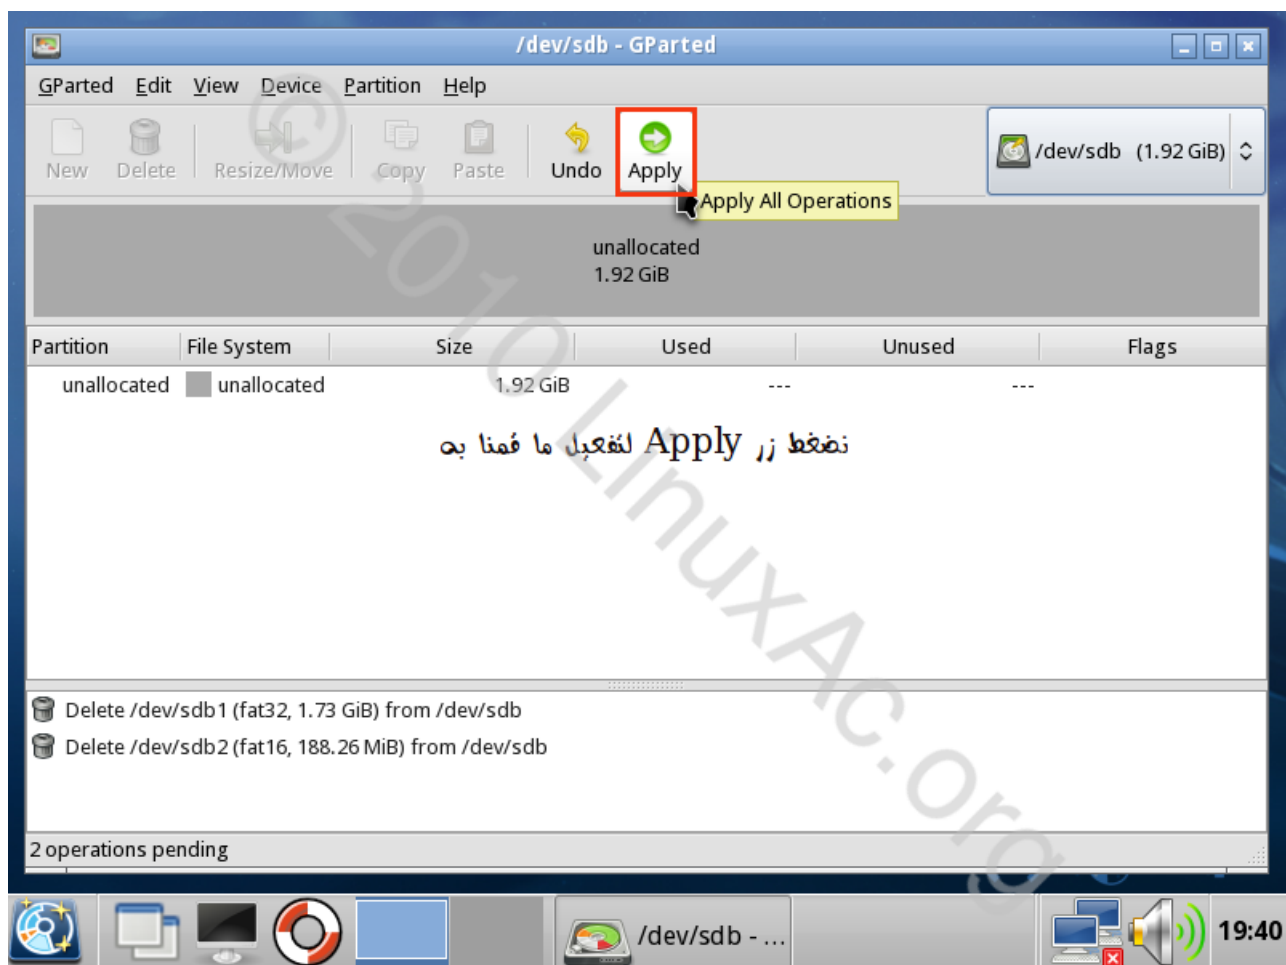 /dev/sdb - GParted
GParted Edit View Device Partition Help
New Delete Resize/Move Copy Paste Undo Apply
/dev/sdb (1.92 GiB)
Apply All Operations
unallocated
1.92 GiB
Partition File System Size Used Unused Flags
unallocated unallocated 1.92 GiB --- ---
نضغط زر Apply لتفعيل ما قمنا به
Delete /dev/sdb1 (fat32, 1.73 GiB) from /dev/sdb
Delete /dev/sdb2 (fat16, 188.26 MiB) from /dev/sdb
2 operations pending
/dev/sdb - ...
19:40
© 2010 LinuxAc.org